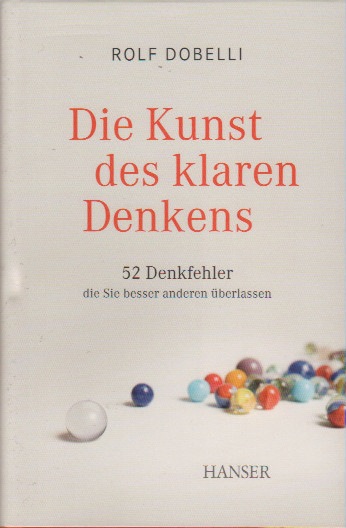 ROLF DOBELLI
Die Kunst
des klaren
Denkens
52 Denkfehler
die Sie besser anderen überlassen
HANSER